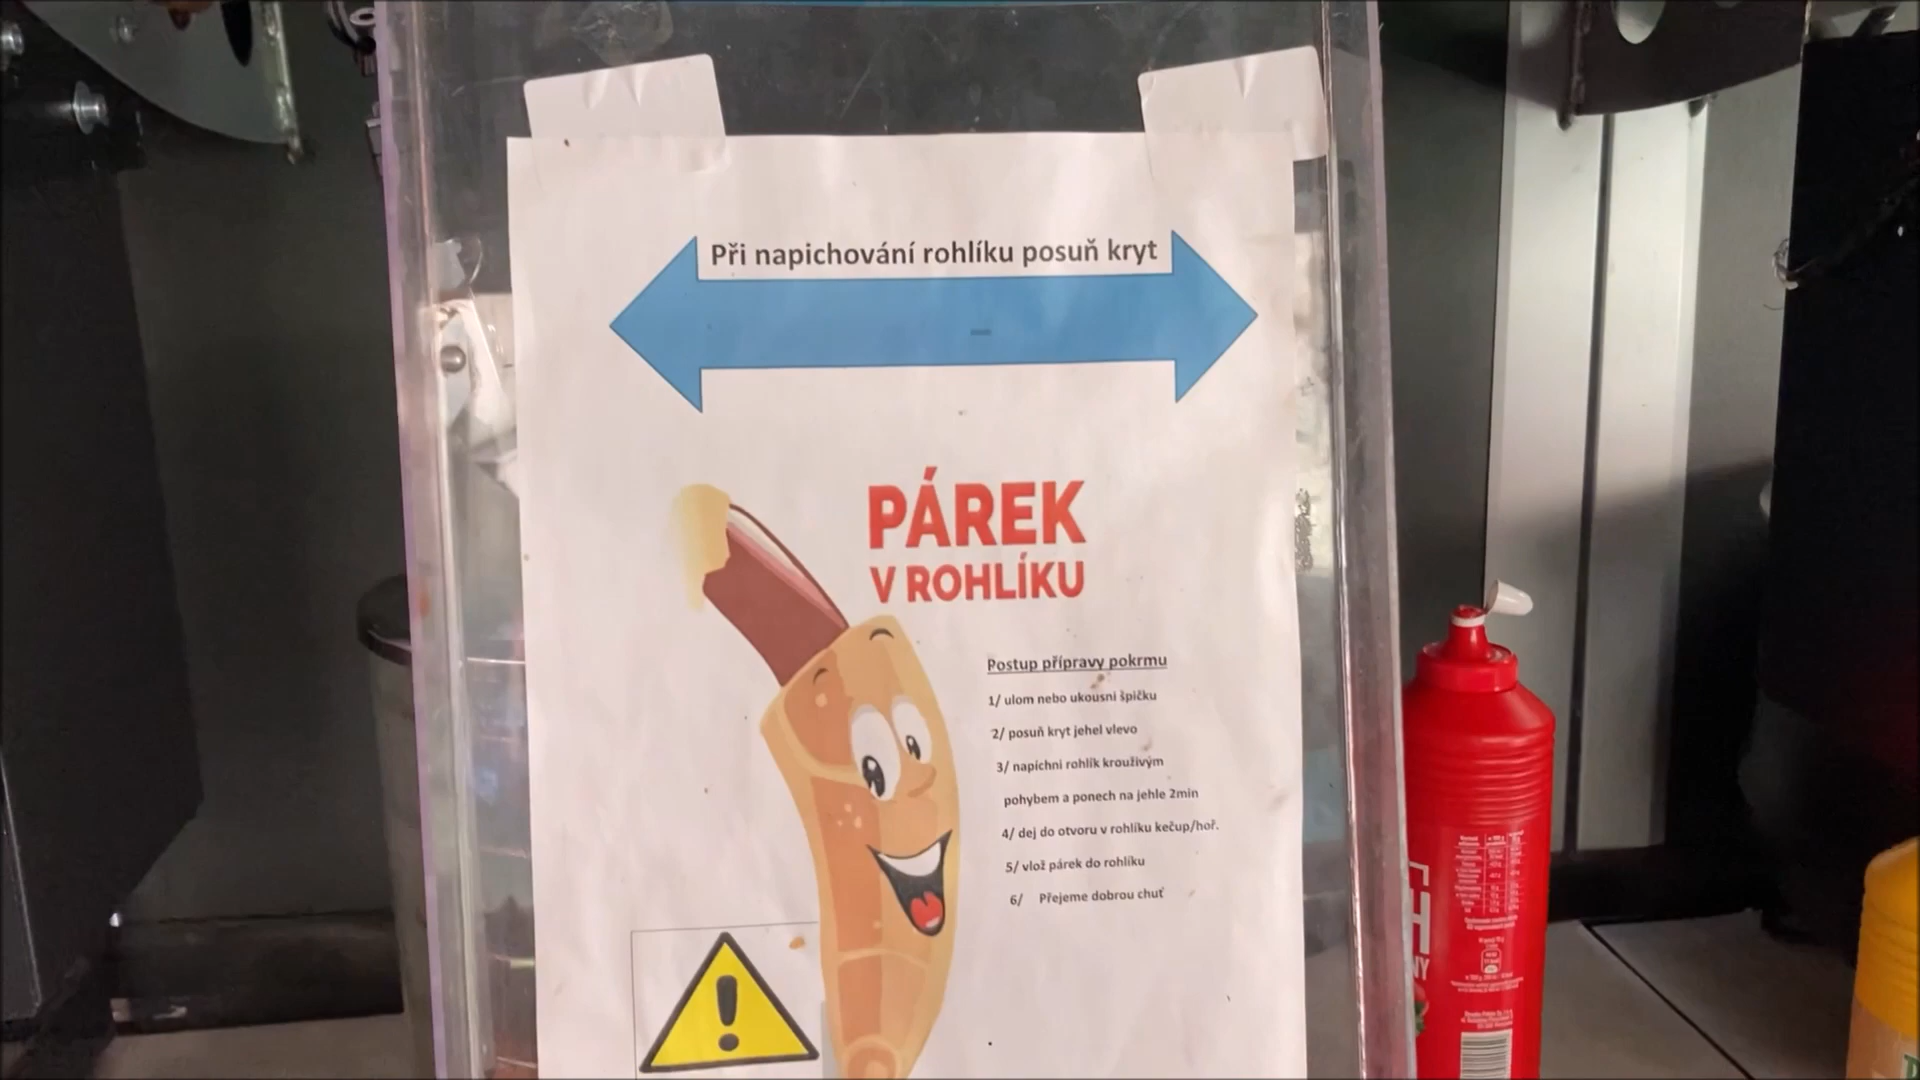 Při napichování rohlíku posuň kryt
PÁREK
V ROHLÍKU
Postup přípravy pokrmu
1/ ulom nebo ukousni špičku
2/ posuň kryt jehel vlevo
3/ napíchni rohlík krouživým
pohybem a ponech na jehle 2min
4/ dej do otvoru v rohlíku kečup/hoř.
5/ vlož párek do rohlíku
6/ Přejeme dobrou chuť